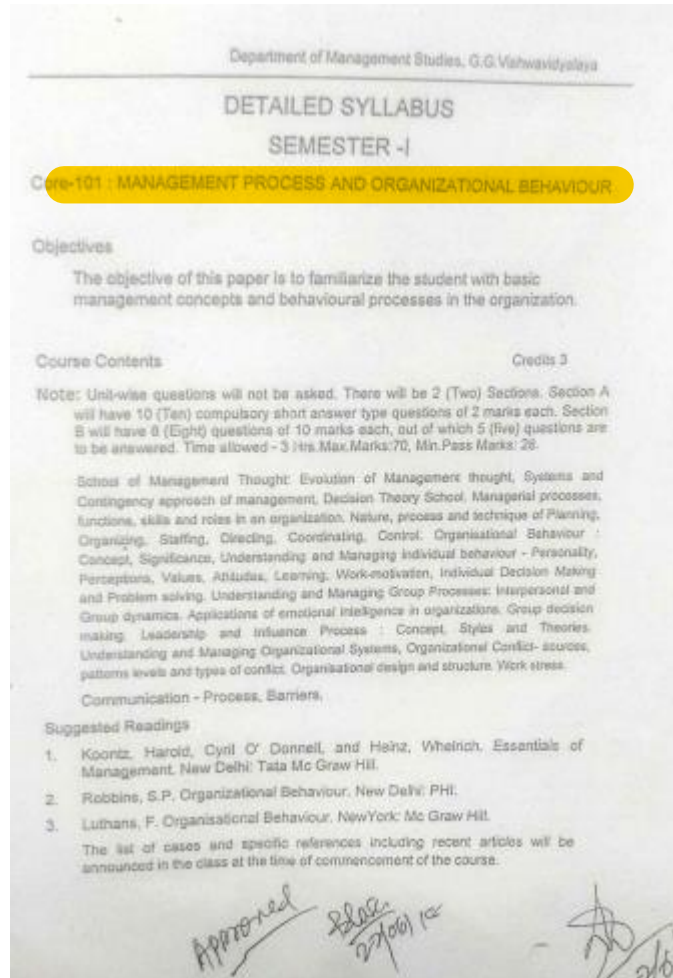 Department of Management Studies, G.G.Vishwavidyalaya
DETAILED SYLLABUS
SEMESTER -I
Core-101 : MANAGEMENT PROCESS AND ORGANIZATIONAL BEHAVIOUR
Objectives
The objective of this paper is to familiarize the student with basic
management concepts and behavioural processes in the organization.
Course Contents Credits 3
Note: Unit-wise questions will not be asked. There will be 2 (Two) Sections. Section A
will have 10 (Ten) compulsory short answer type questions of 2 marks each. Section
B will have 8 (Eight) questions of 10 marks each, out of which 5 (five) questions are
to be answered. Time allowed - 3 Hrs.Max.Marks:70, Min.Pass Marks: 28.
School of Management Thought: Evolution of Management thought, Systems and
Contingency approach of management, Decision Theory School, Managerial processes,
functions, skills and roles in an organization. Nature, process and technique of Planning,
Organizing, Staffing, Directing, Coordinating, Control. Organisational Behaviour :
Concept, Significance, Understanding and Managing individual behaviour - Personality,
Perceptions, Values, Attitudes, Learning, Work-motivation, Individual Decision Making
and Problem solving. Understanding and Managing Group Processes: Interpersonal and
Group dynamics. Applications of emotional intelligence in organizations. Group decision
making. Leadership and Influence Process : Concept, Styles and Theories.
Understanding and Managing Organizational Systems, Organizational Conflict- sources,
patterns levels and types of conflict. Organisational design and structure. Work stress.
Communication - Process, Barriers.
Suggested Readings
1. Koontz, Harold, Cyril O' Donnell, and Heinz, Whelrich, Essentials of
Management, New Delhi: Tata Mc Graw Hill.
2. Robbins, S.P. Organizational Behaviour, New Delhi: PHI.
3. Luthans, F. Organisational Behaviour, NewYork: Mc Graw Hill.
The list of cases and specific references including recent articles will be
announced in the class at the time of commencement of the course.
Approved